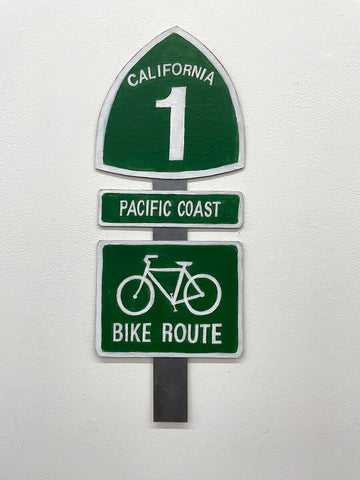 CALIFORNIA
1
PACIFIC COAST
BIKE ROUTE